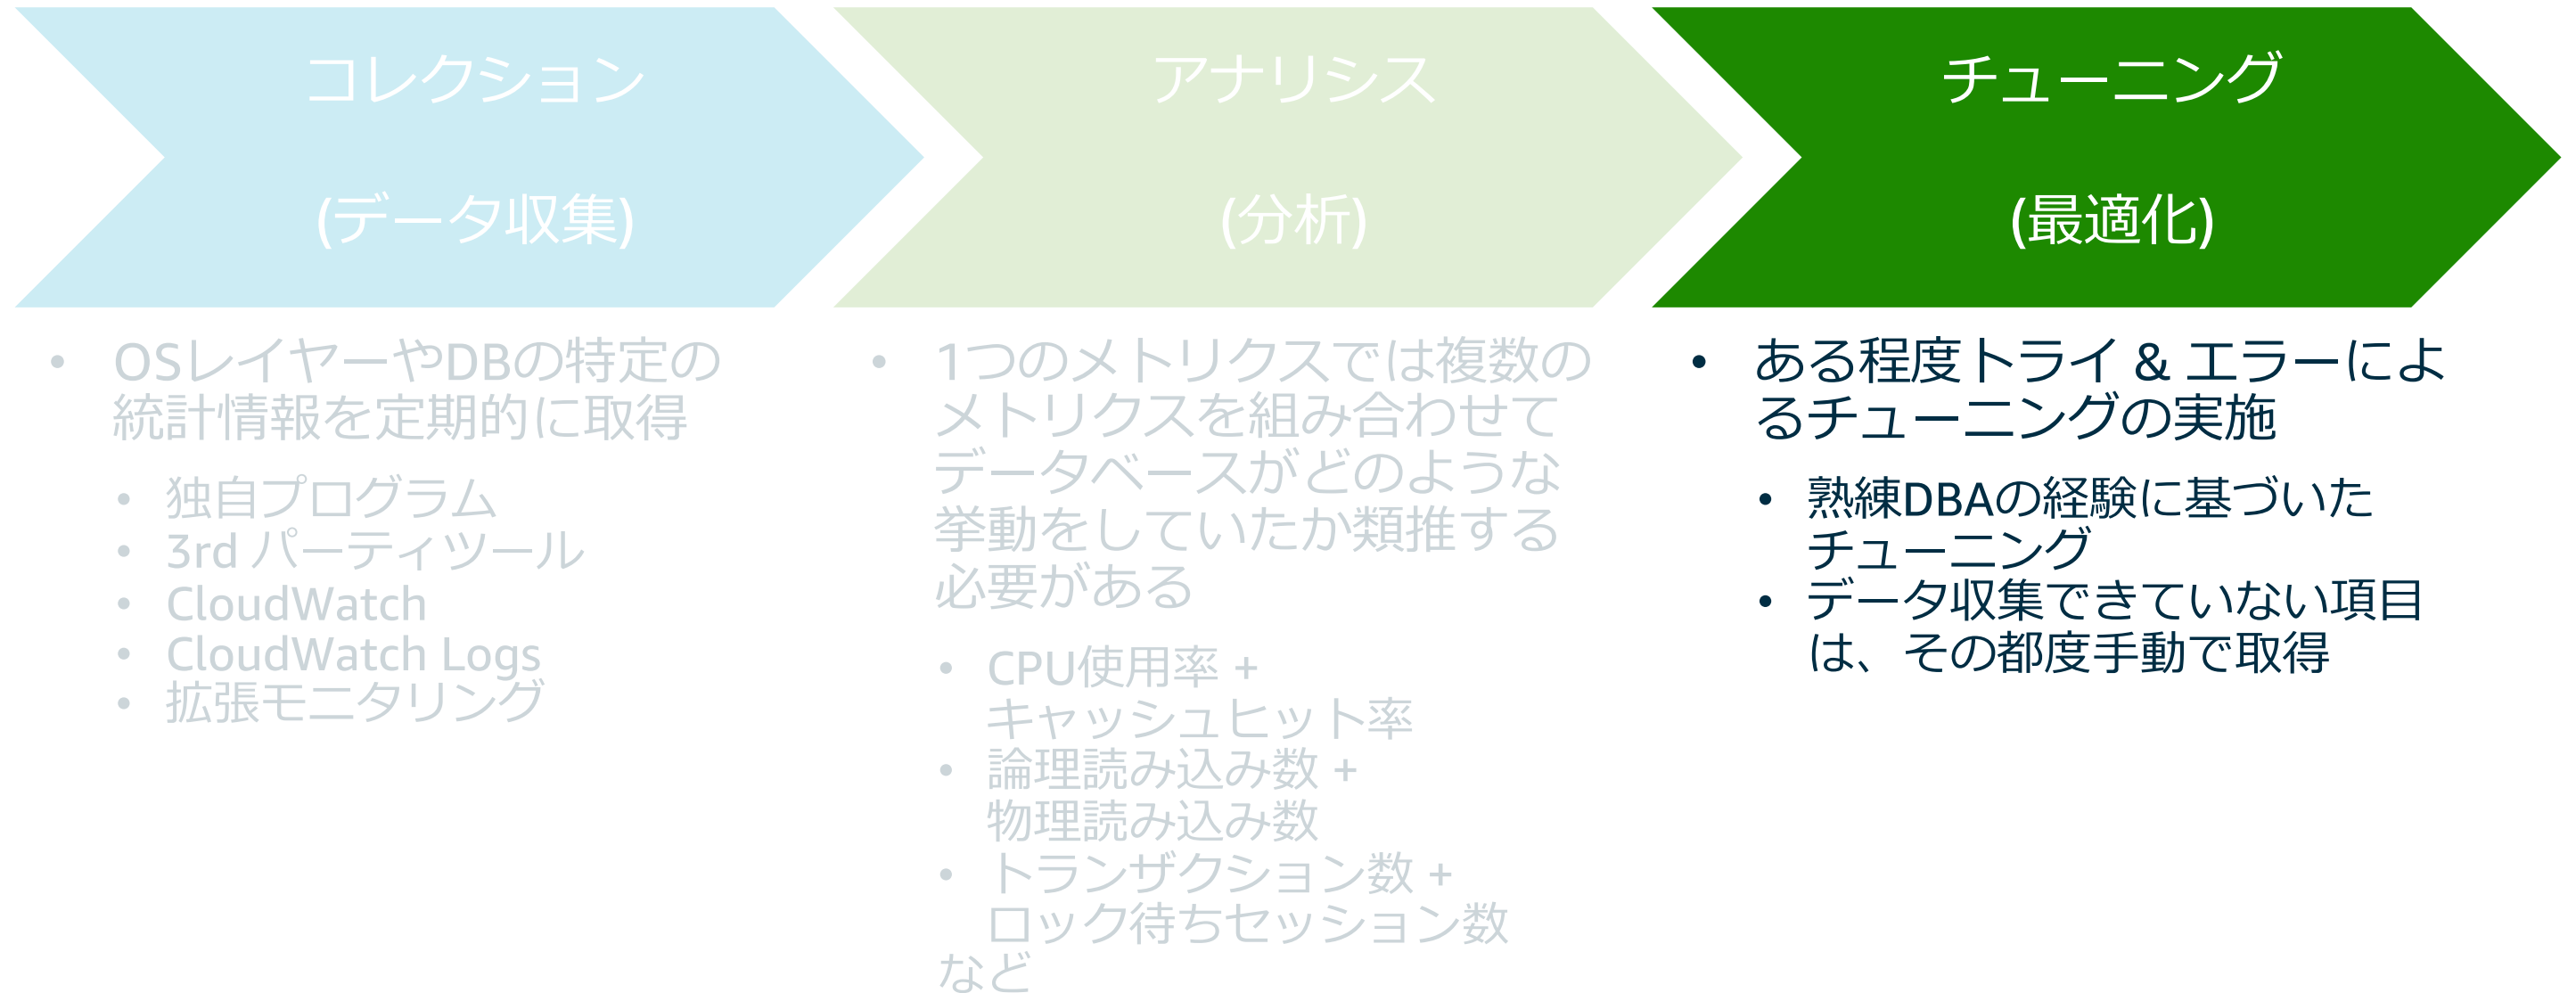 コレクション
(データ収集)
• OSレイヤーやDBの特定の
統計情報を定期的に取得
• 独自プログラム
• 3rd パーティツール
• CloudWatch
• CloudWatch Logs
• 拡張モニタリング
アナリシス
(分析)
• 1つのメトリクスでは複数の
メトリクスを組み合わせて
データベースがどのような
挙動をしていたか類推する
必要がある
• CPU使用率 +
キャッシュヒット率
• 論理読み込み数 +
物理読み込み数
• トランザクション数 +
ロック待ちセッション数
など
チューニング
(最適化)
• ある程度トライ & エラーによ
るチューニングの実施
• 熟練DBAの経験に基づいた
チューニング
• データ収集できていない項目
は、その都度手動で取得